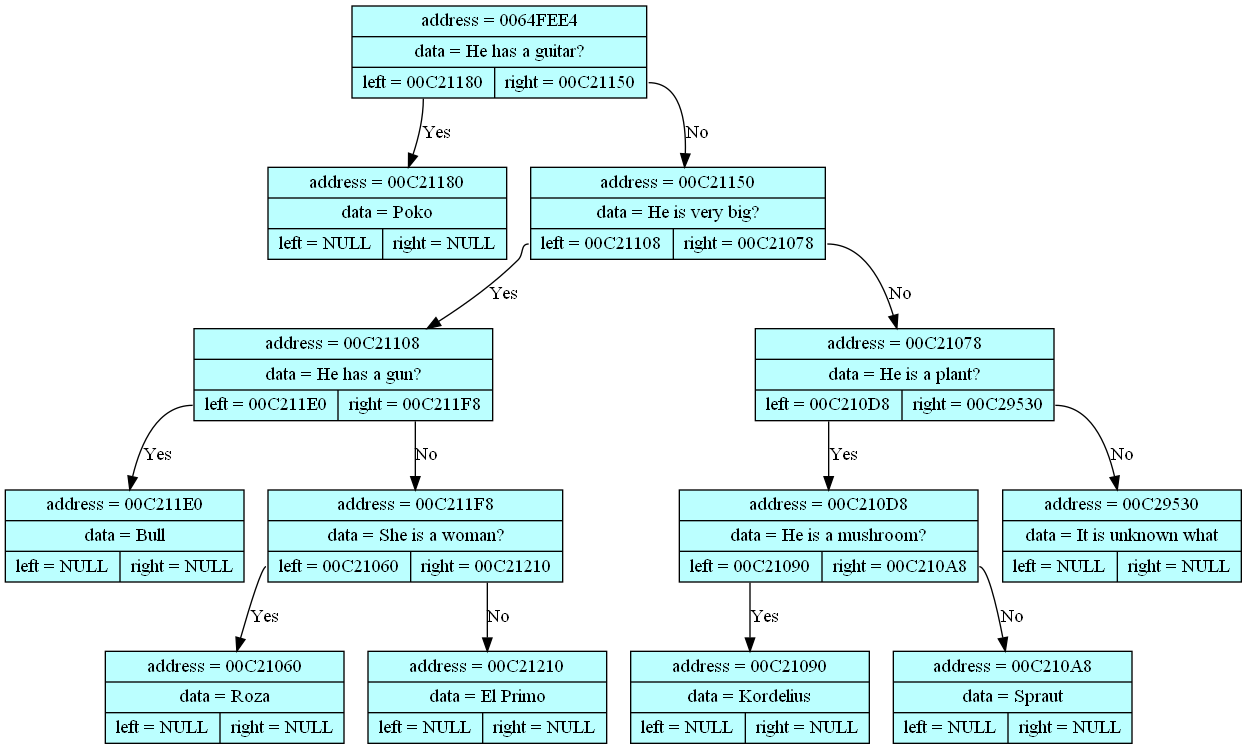 address = 0064FEE4
data = He has a guitar?
left = 00C21180 right = 00C21150
Yes
No
address = 00C21180
data = Poko
left = NULL right = NULL
address = 00C21150
data = He is very big?
left = 00C21108 right = 00C21078
Yes
No
address = 00C21108
data = He has a gun?
left = 00C211E0 right = 00C211F8
address = 00C21078
data = He is a plant?
left = 00C210D8 right = 00C29530
Yes
No
Yes
No
address = 00C211E0
data = Bull
left = NULL right = NULL
address = 00C211F8
data = She is a woman?
left = 00C21060 right = 00C21210
address = 00C210D8
data = He is a mushroom?
left = 00C21090 right = 00C210A8
address = 00C29530
data = It is unknown what
left = NULL right = NULL
Yes
No
Yes
No
address = 00C21060
data = Roza
left = NULL right = NULL
address = 00C21210
data = El Primo
left = NULL right = NULL
address = 00C21090
data = Kordelius
left = NULL right = NULL
address = 00C210A8
data = Spraut
left = NULL right = NULL